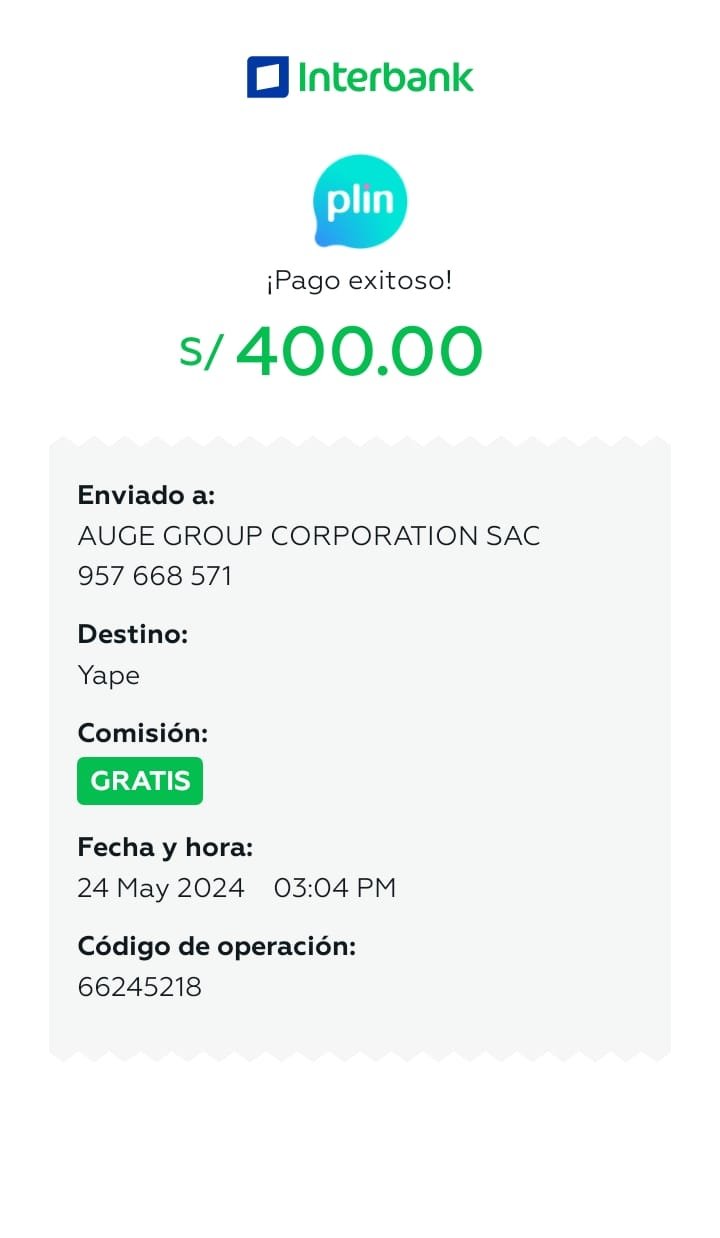 Interbank
plin
¡Pago exitoso!
S/ 400.00
Enviado a:
AUGE GROUP CORPORATION SAC
957 668 571
Destino:
Yape
Comisión:
GRATIS
Fecha y hora:
24 May 2024 03:04 PM
Código de operación:
66245218